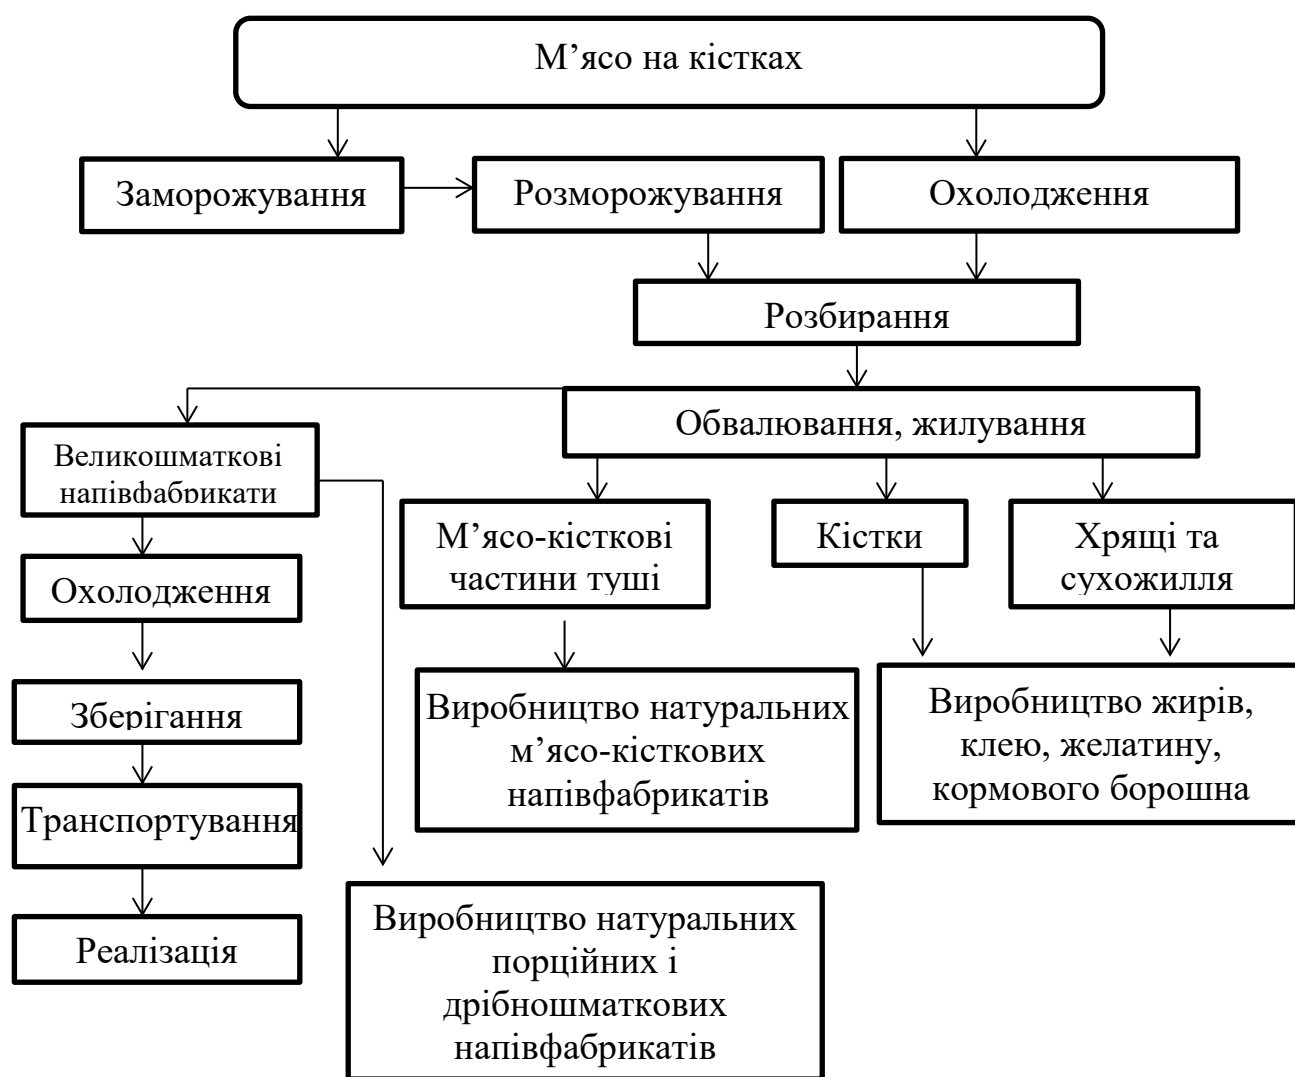 М’ясо на кістках
Заморожування
Розморожування
Охолодження
Розбирання
Обвалювання, жилування
Великошматкові
напівфабрикати
М’ясо-кісткові
частини туші
Кістки
Хрящі та
сухожилля
Охолодження
Зберігання
Транспортування
Реалізація
Виробництво натуральних
м’ясо-кісткових
напівфабрикатів
Виробництво жирів,
клею, желатину,
кормового борошна
Виробництво натуральних
порційних і
дрібношматкових
напівфабрикатів